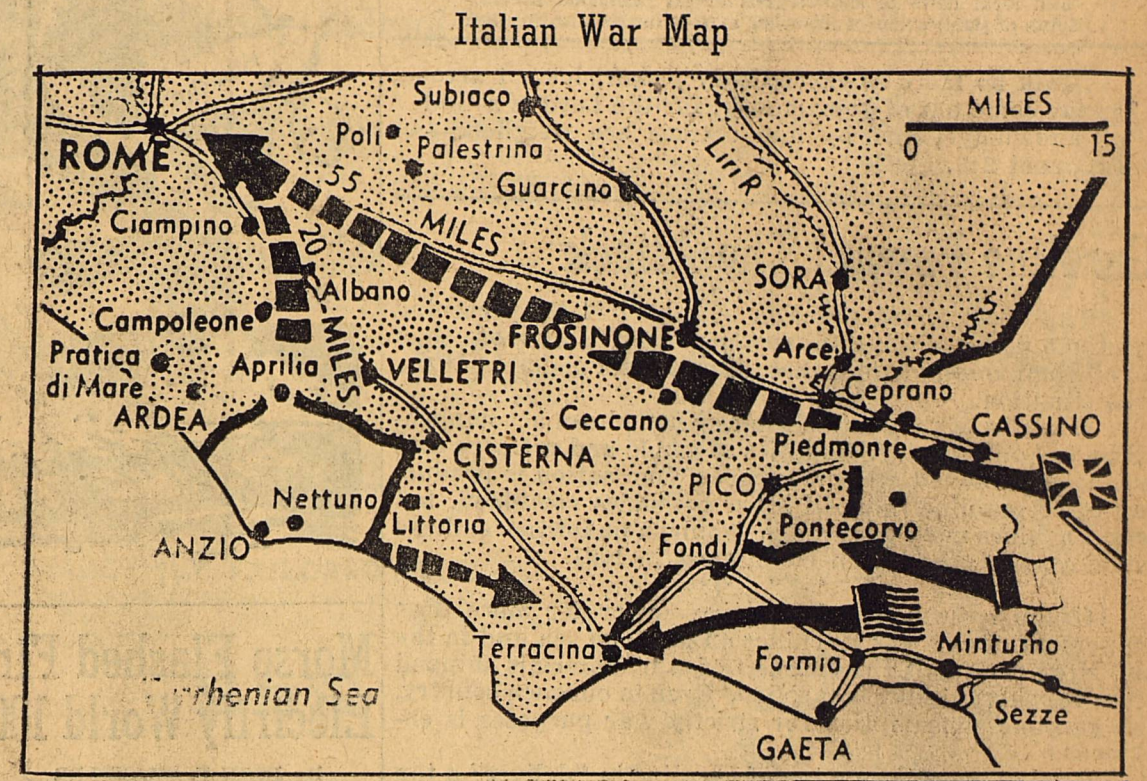 Italian War Map
MILES
0 15
Subiaco
Poli
Palestrina
Liri R
ROME
Guarcino
55 MILES
Ciampino
20 MILES
SORA
Albano
Campoleone
FROSINONE
Arce
Pratica
di Mare
Aprilia
VELLETRI
Ceprano
ARDEA
Ceccano
CASSINO
Piedmonte
CISTERNA
PICO
Nettuno
Littoria
Pontecorvo
ANZIO
Fondi
Terracina
Minturno
Formia
Sea
Sezze
GAETA